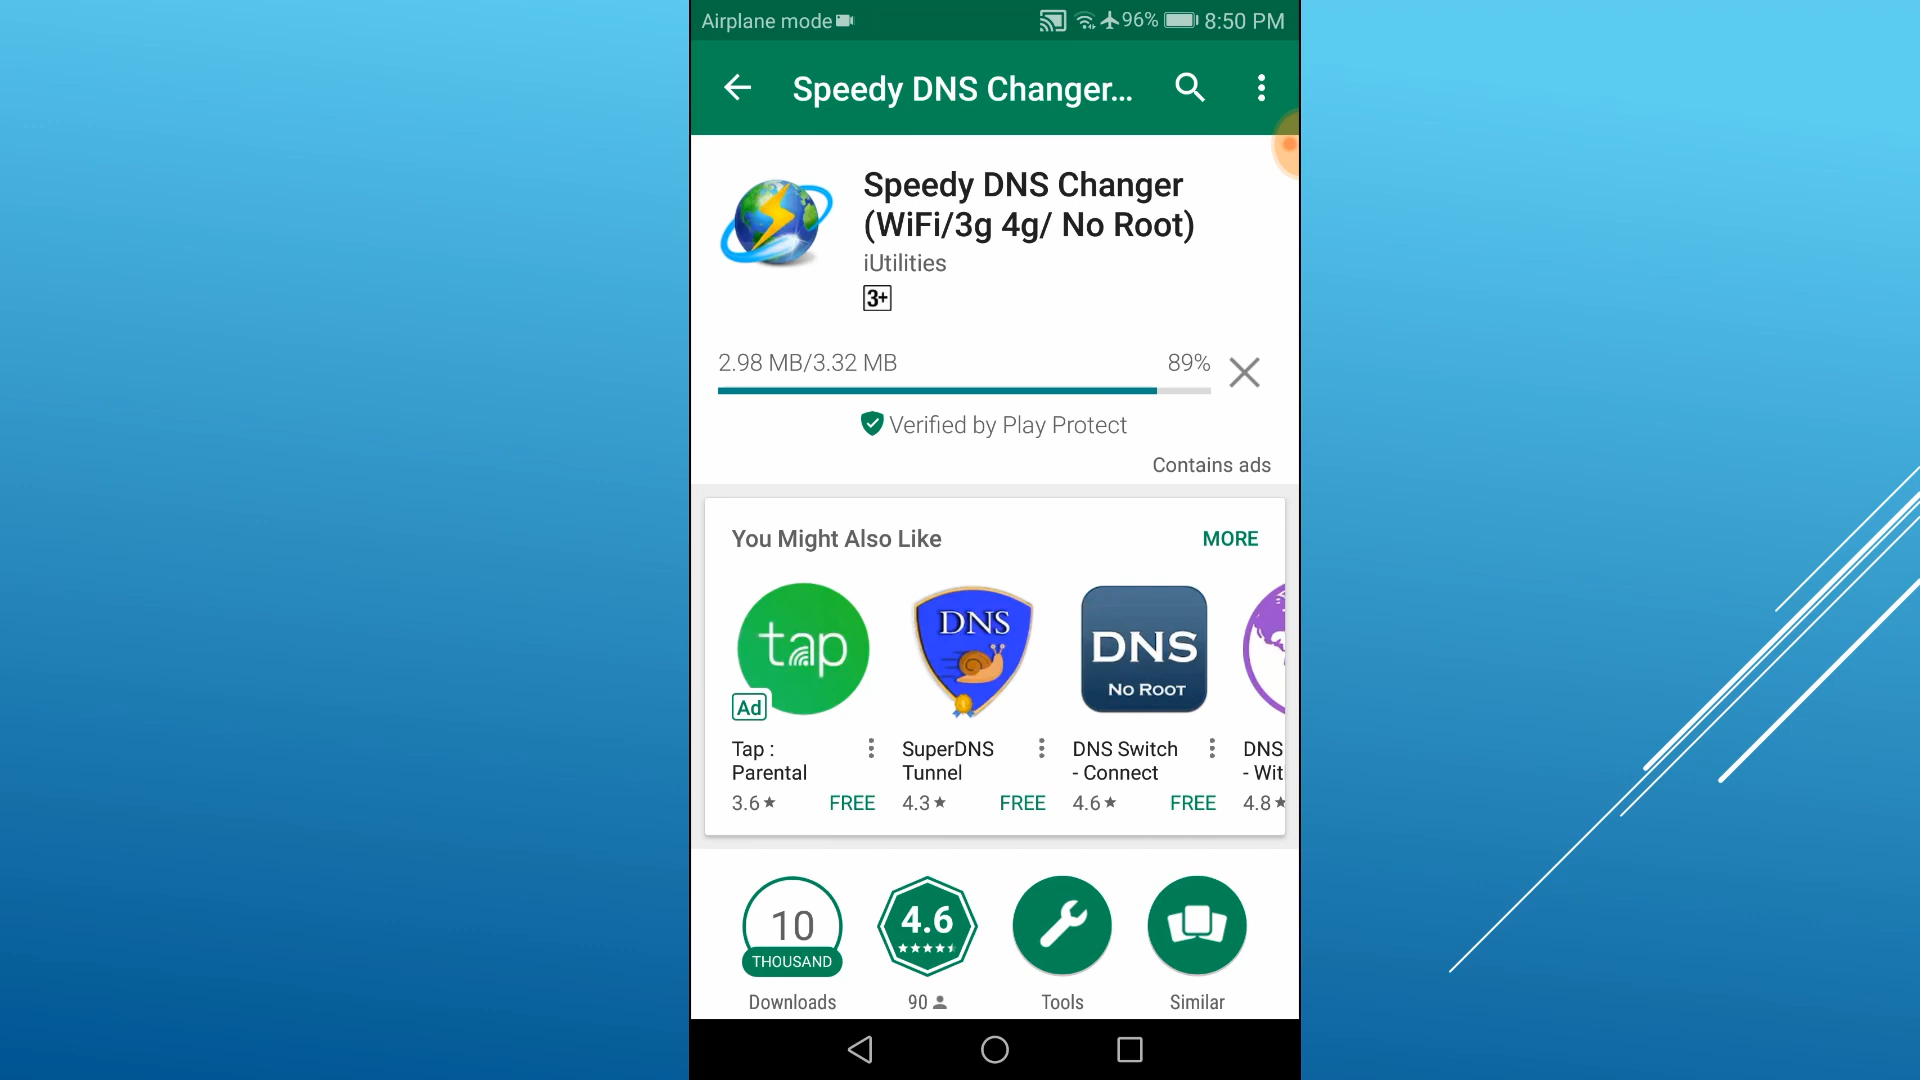 Airplane mode
96% 8:50 PM
Speedy DNS Changer...
Speedy DNS Changer
(WiFi/3g 4g/ No Root)
iUtilities
3+
2.98 MB/3.32 MB 89%
Verified by Play Protect
Contains ads
You Might Also Like MORE
tap
DNS
DNS
No Root
Ad
Tap :
Parental
3.6★ FREE
SuperDNS
Tunnel
4.3★ FREE
DNS Switch
- Connect
4.6★ FREE
DNS
- Wit
4.8★
10
THOUSAND
Downloads
4.6
90
Tools
Similar